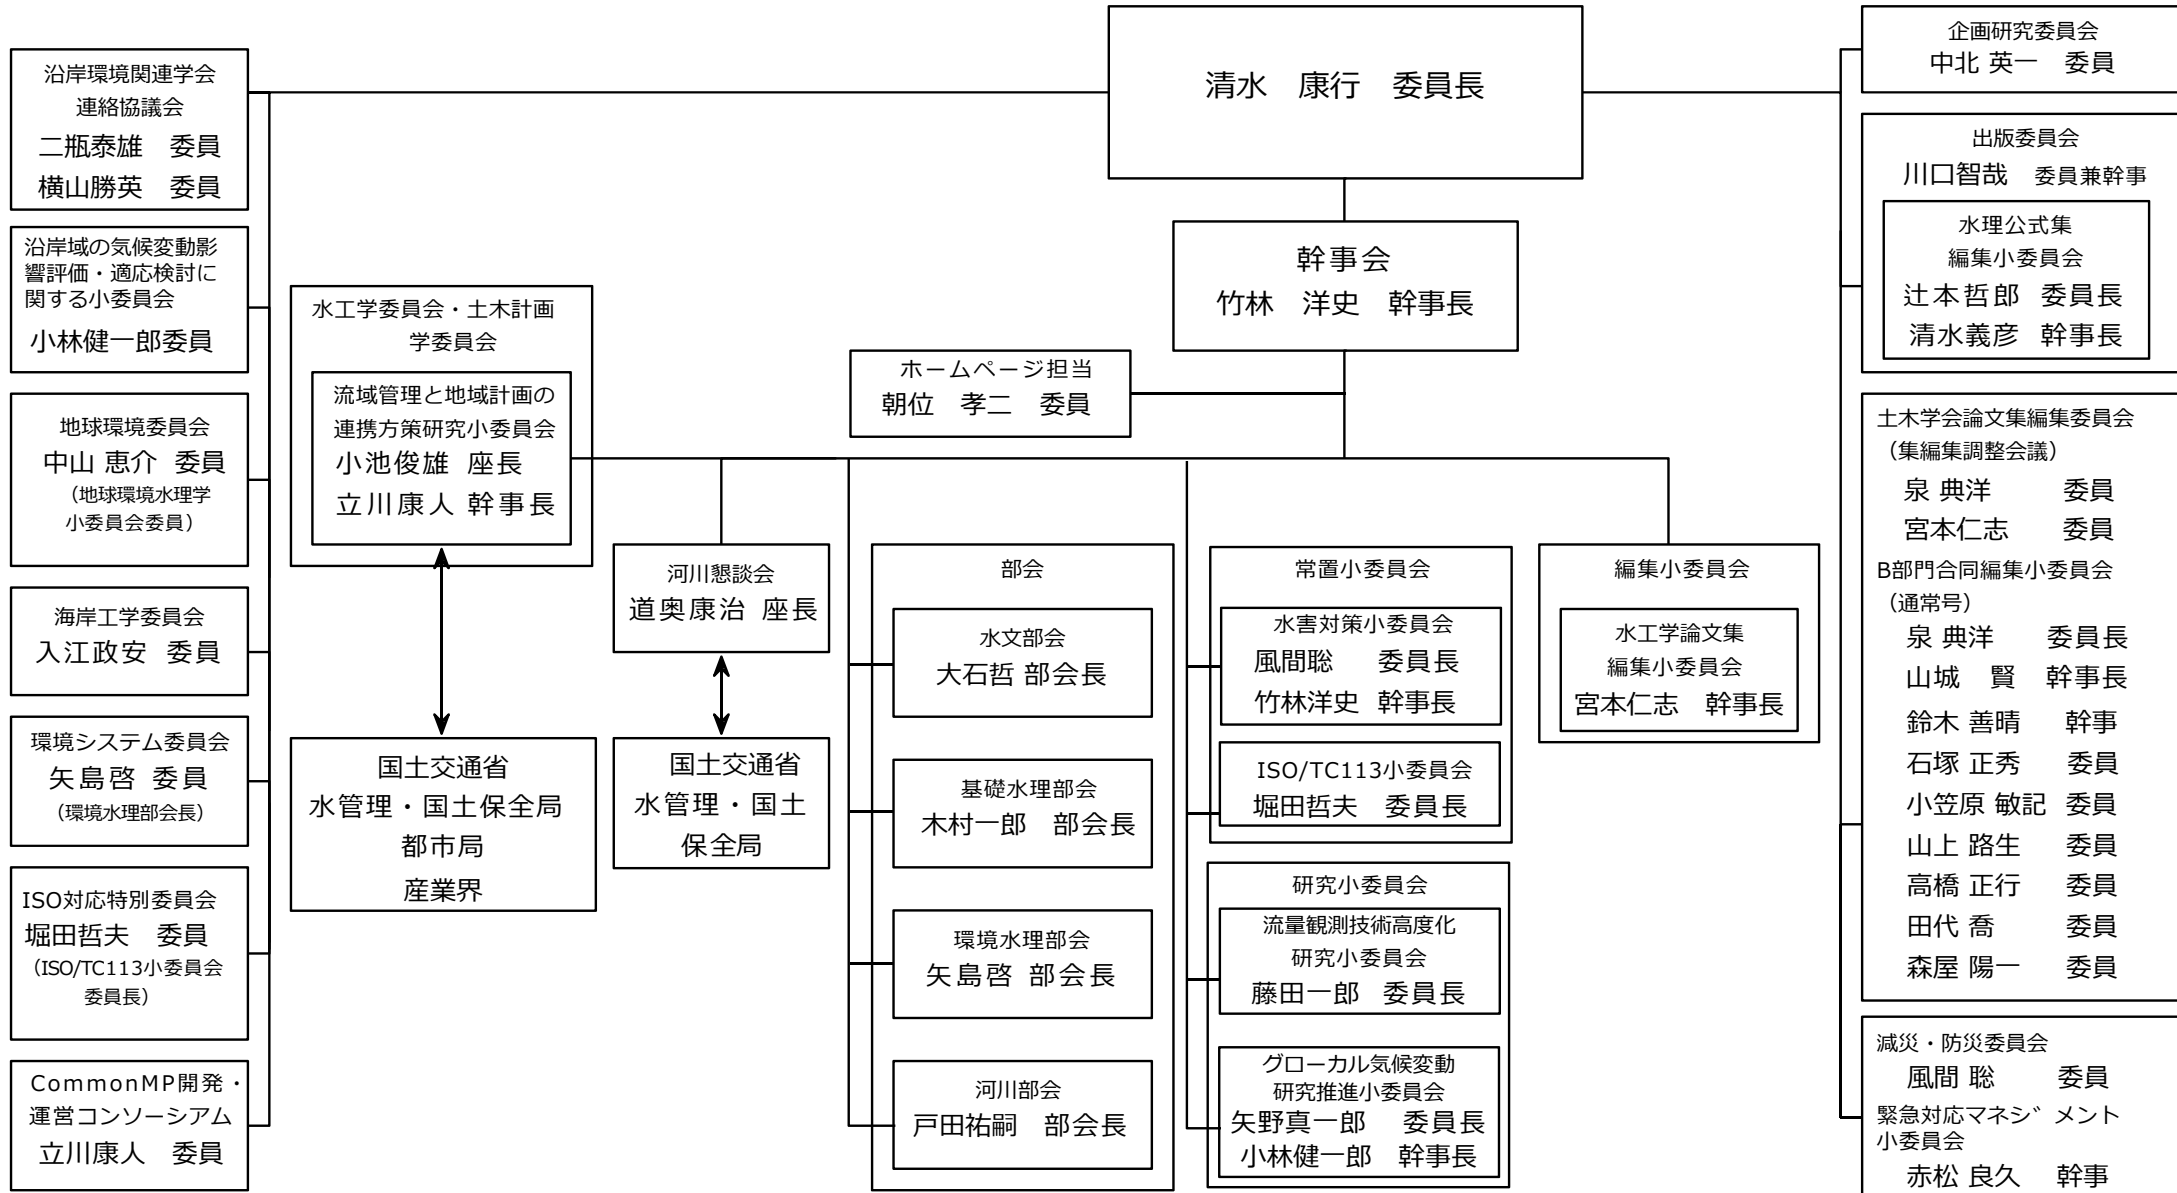 清水 康行 委員長
幹事会
竹林 洋史 幹事長
ホームページ担当
朝位 孝二 委員
沿岸環境関連学会
連絡協議会
二瓶泰雄 委員
横山勝英 委員
沿岸域の気候変動影
響評価・適応検討に
関する小委員会
小林健一郎委員
地球環境委員会
中山 恵介 委員
（地球環境水理学
小委員会委員）
海岸工学委員会
入江政安 委員
環境システム委員会
矢島啓 委員
（環境水理部会長）
ISO対応特別委員会
堀田哲夫 委員
（ISO/TC113小委員会
委員長）
CommonMP開発・
運営コンソーシアム
立川康人 委員
水工学委員会・土木計画
学委員会
流域管理と地域計画の
連携方策研究小委員会
小池俊雄 座長
立川康人 幹事長
国土交通省
水管理・国土保全局
都市局
産業界
河川懇談会
道奥康治 座長
国土交通省
水管理・国土
保全局
部会
水文部会
大石哲 部会長
基礎水理部会
木村一郎 部会長
環境水理部会
矢島啓 部会長
河川部会
戸田祐嗣 部会長
常置小委員会
水害対策小委員会
風間聡 委員長
竹林洋史 幹事長
ISO/TC113小委員会
堀田哲夫 委員長
研究小委員会
流量観測技術高度化
研究小委員会
藤田一郎 委員長
グローカル気候変動
研究推進小委員会
矢野真一郎 委員長
小林健一郎 幹事長
編集小委員会
水工学論文集
編集小委員会
宮本仁志 幹事長
企画研究委員会
中北 英一 委員
出版委員会
川口智哉 委員兼幹事
水理公式集
編集小委員会
辻本哲郎 委員長
清水義彦 幹事長
土木学会論文集編集委員会
（集編集調整会議）
泉 典洋 委員
宮本仁志 委員
B部門合同編集小委員会
（通常号）
泉 典洋 委員長
山城 賢 幹事長
鈴木 善晴 幹事
石塚 正秀 委員
小笠原 敏記 委員
山上 路生 委員
高橋 正行 委員
田代 喬 委員
森屋 陽一 委員
減災・防災委員会
風間 聡 委員
緊急対応マネジメント
小委員会
赤松 良久 幹事